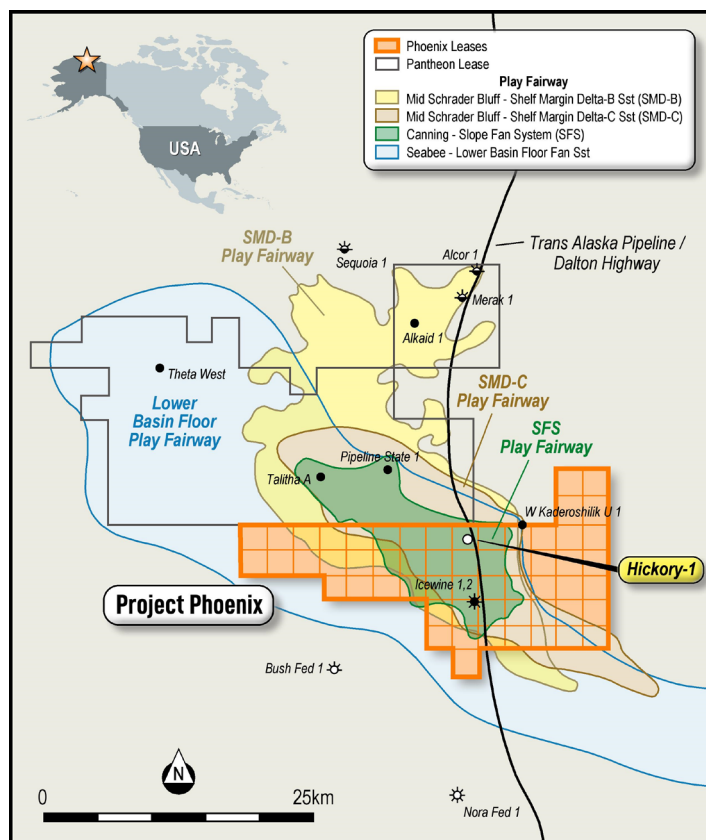 USA
Phoenix Leases
Pantheon Lease
Play Fairway
Mid Schrader Bluff - Shelf Margin Delta-B Sst (SMD-B)
Mid Schrader Bluff - Shelf Margin Delta-C Sst (SMD-C)
Canning - Slope Fan System (SFS)
Seabee - Lower Basin Floor Fan Sst
SMD-B
Play Fairway
Sequoia 1
Alcor 1
Trans Alaska Pipeline /
Dalton Highway
Merak 1
Alkaid 1
Theta West
Lower
Basin Floor
Play Fairway
SMD-C
Play Fairway
SFS
Play Fairway
Pipeline State 1
Talitha A
W Kaderoshilik U 1
Hickory-1
Icewine 1,2
Project Phoenix
Bush Fed 1
N
0
25km
Nora Fed 1